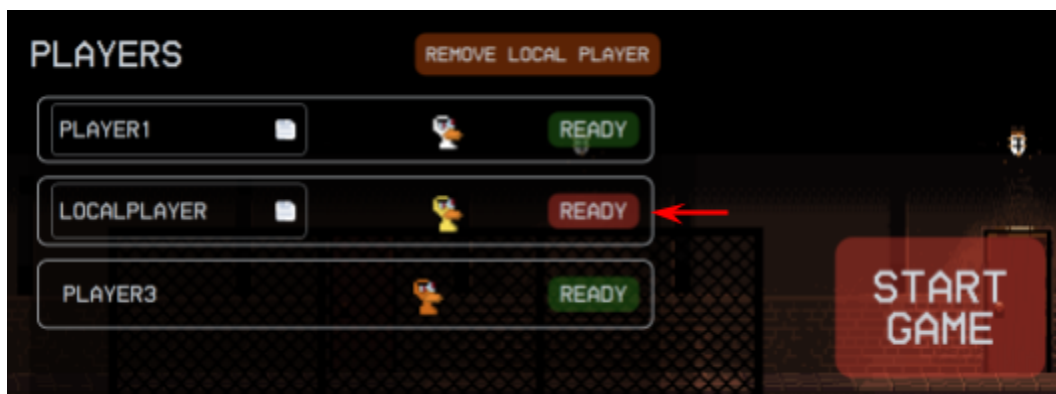 PLAYERS
REMOVE LOCAL PLAYER
PLAYER1
READY
LOCALPLAYER
READY
PLAYER3
READY
START
GAME